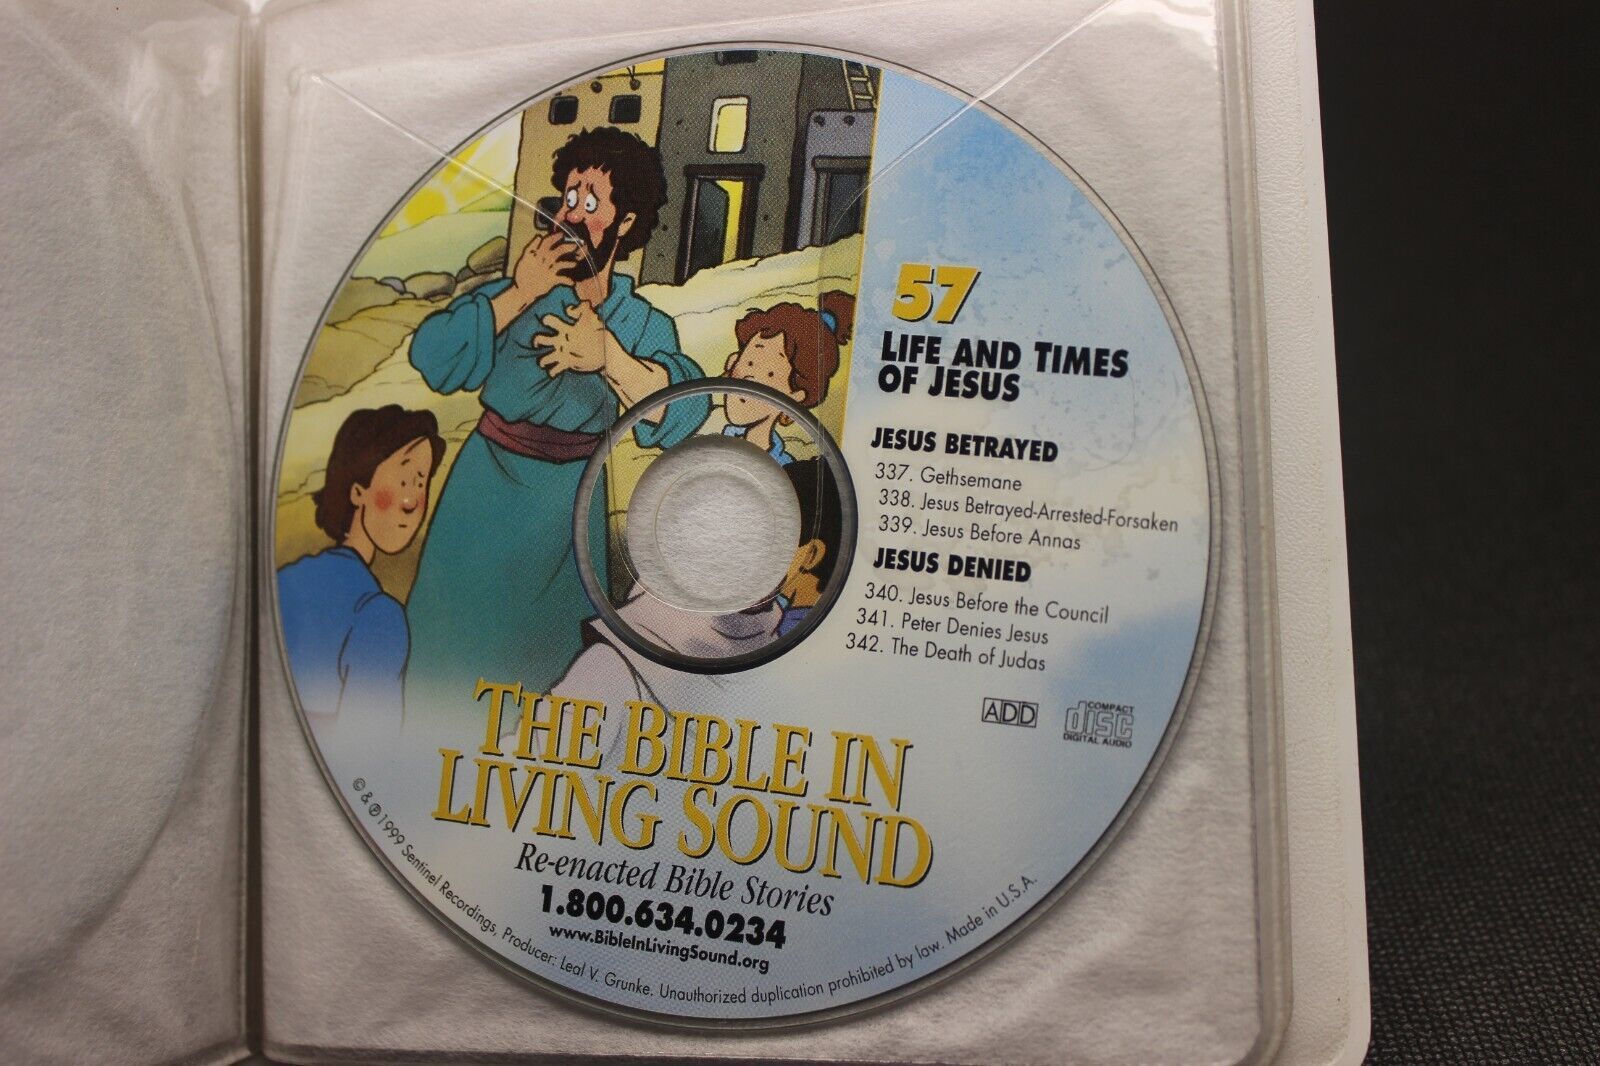 57
LIFE AND TIMES
OF JESUS
JESUS BETRAYED
337. Gethsemane
338. Jesus Betrayed-Arrested-Forsaken
339. Jesus Before Annas
JESUS DENIED
340. Jesus Before the Council
341. Peter Denies Jesus
342. The Death of Judas
ADD
COMPACT
disc
DIGITAL AUDIO
THE BIBLE IN
LIVING SOUND
Re-enacted Bible Stories
1.800.634.0234
www.BibleInLivingSound.org
© & ℗ 1999 Sentinel Recordings, Producer: Leal V. Grunke. Unauthorized duplication prohibited by law. Made in U.S.A.